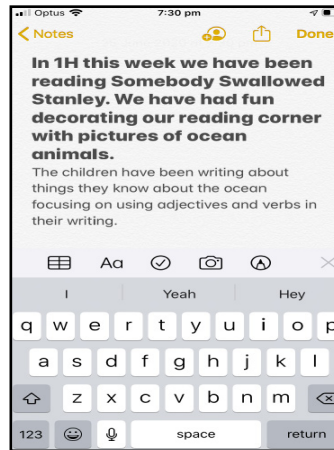 Optus 7:30 pm
Notes Done
In 1H this week we have been
reading Somebody Swallowed
Stanley. We have had fun
decorating our reading corner
with pictures of ocean
animals.
The children have been writing about
things they know about the ocean
focusing on using adjectives and verbs in
their writing.
Aa
I Yeah Hey
q w e r t y u i o p
a s d f g h j k l
z x c v b n m
123 space return